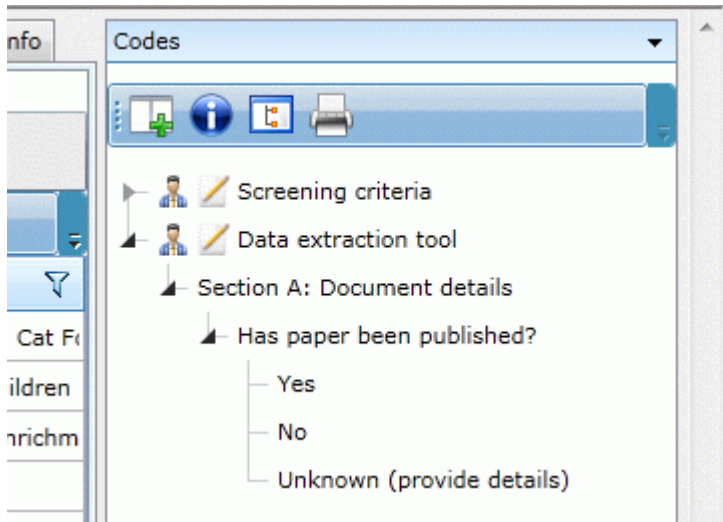 nfo
Codes
Screening criteria
Data extraction tool
Section A: Document details
Has paper been published?
Cat
Yes
ildren
No
nrichm
Unknown (provide details)